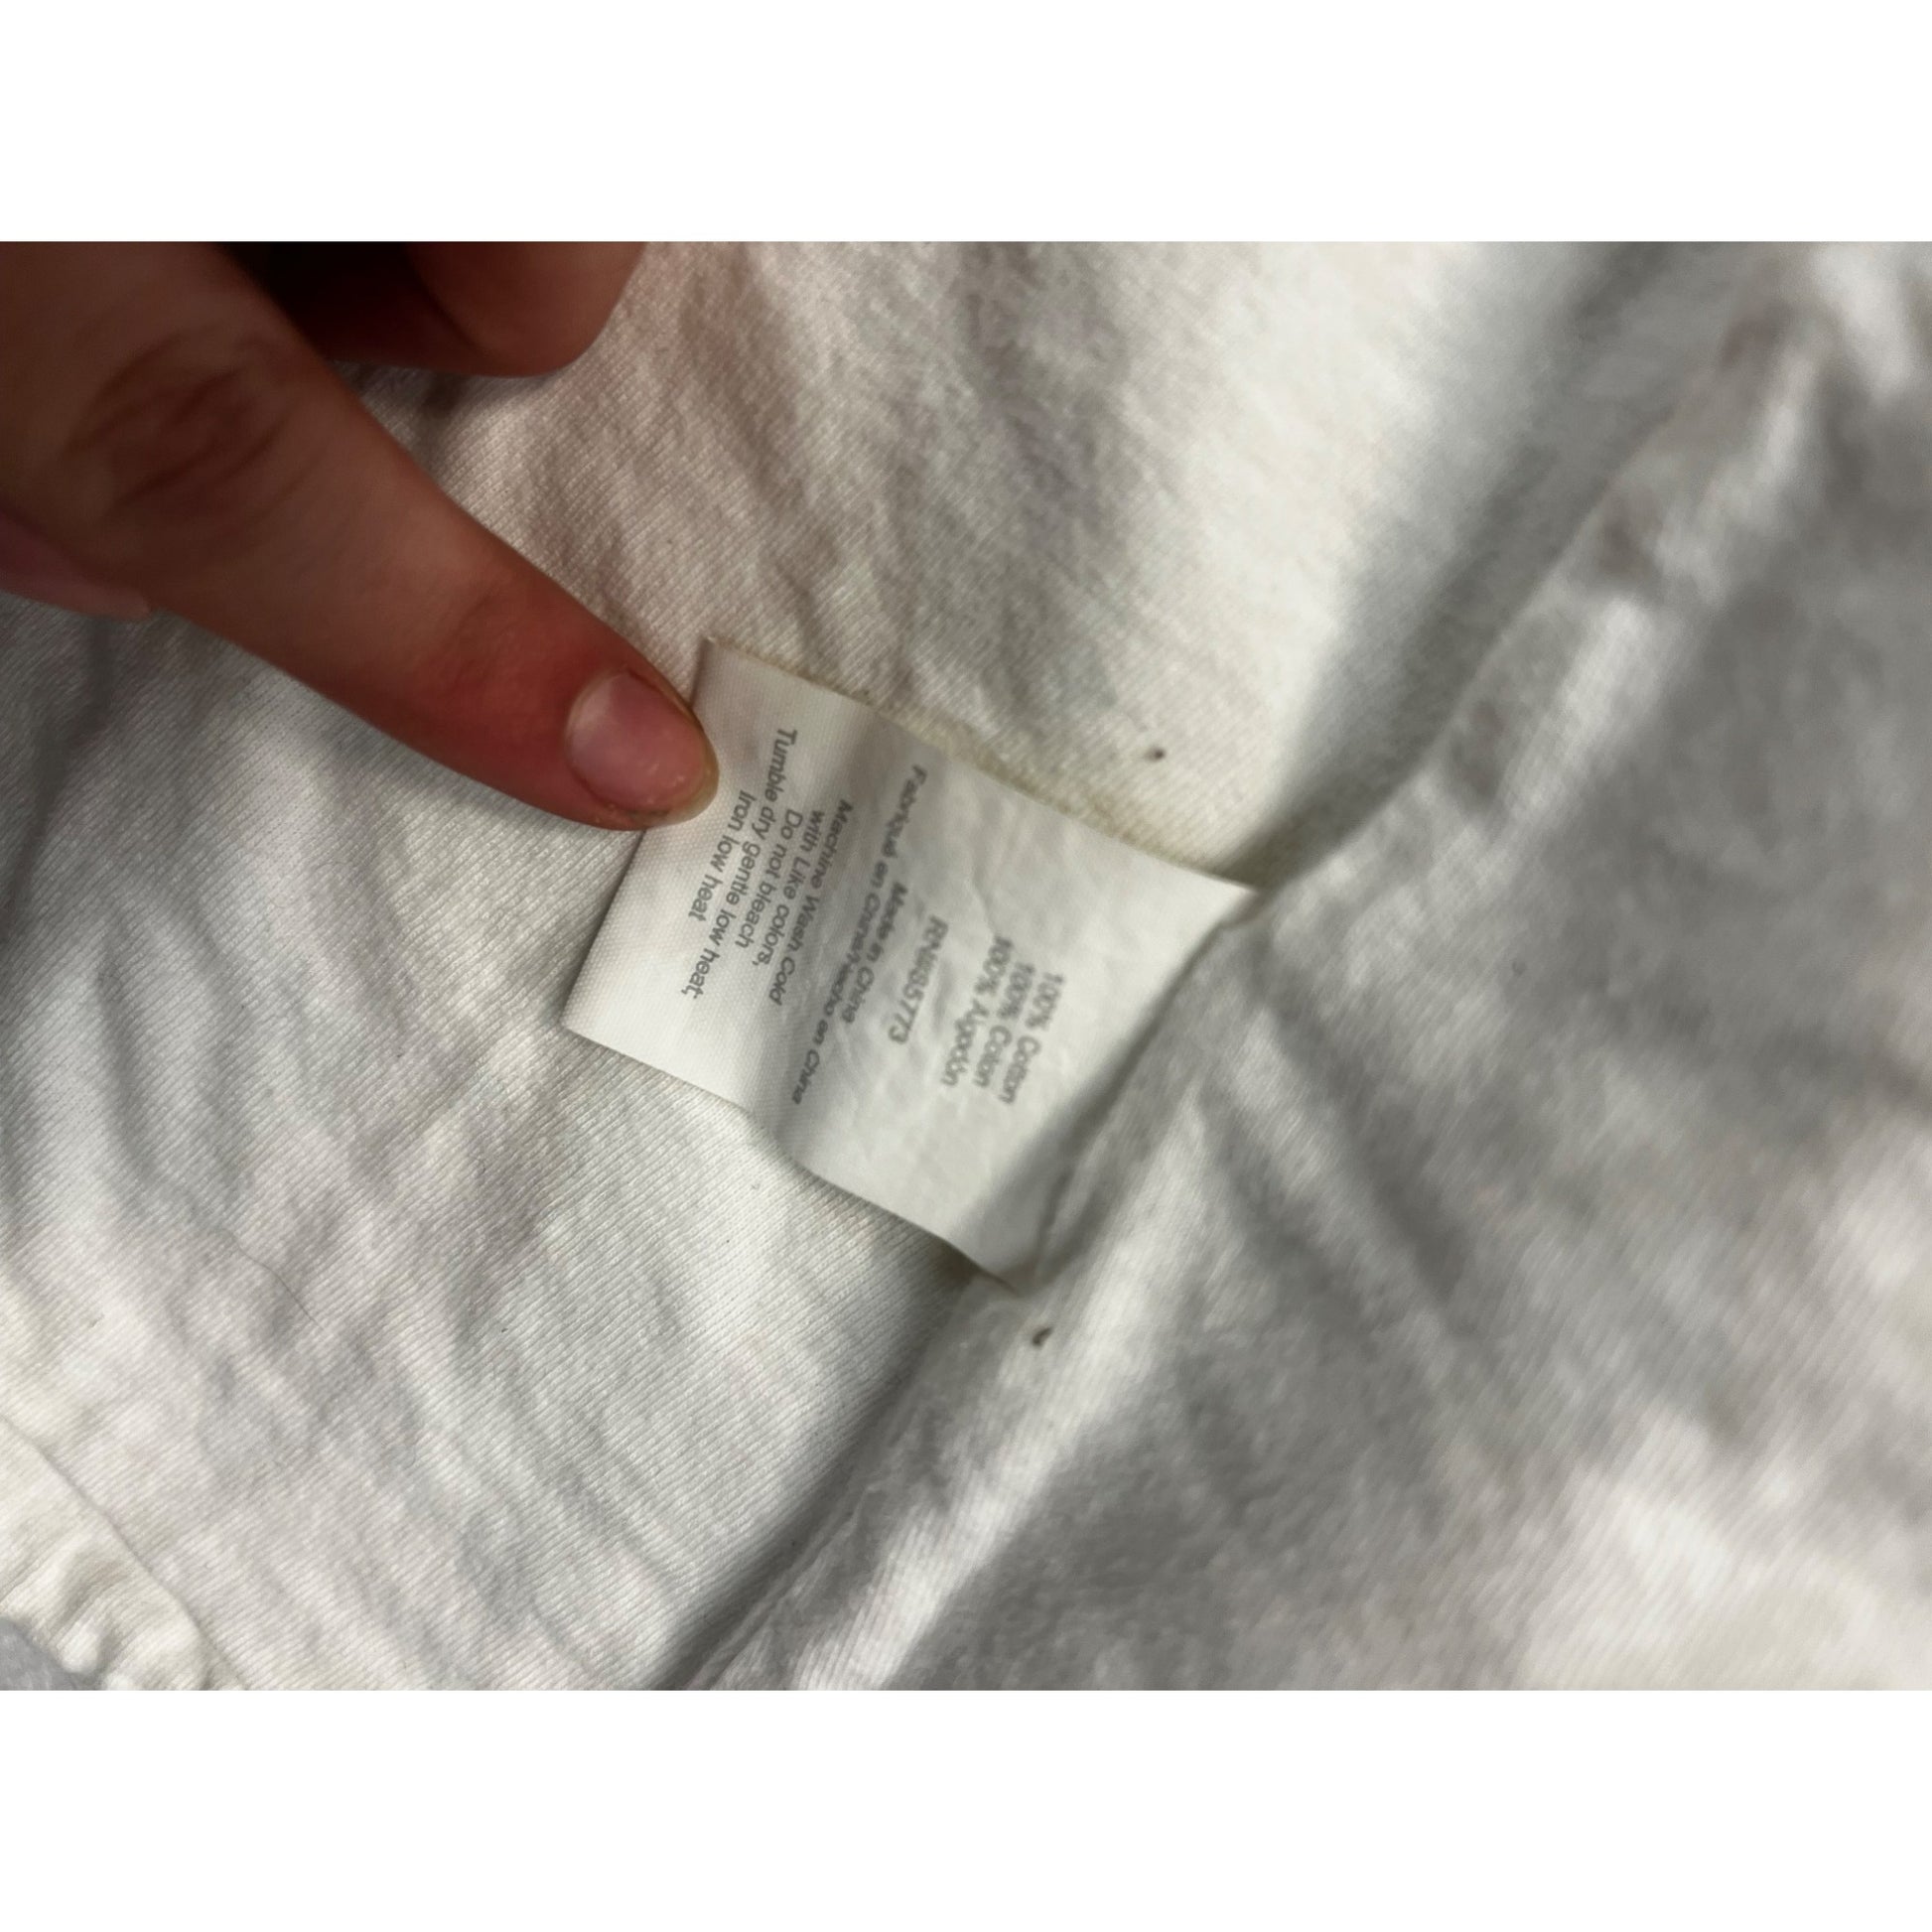 100% Cotton
100% Coton
100% Algodón
RN#85773
Made in China
Fabriqué en Chine/Hecho en China
Machine Wash Cold
with Like colors,
Do not bleach
Tumble dry gentle low heat;
Iron low heat